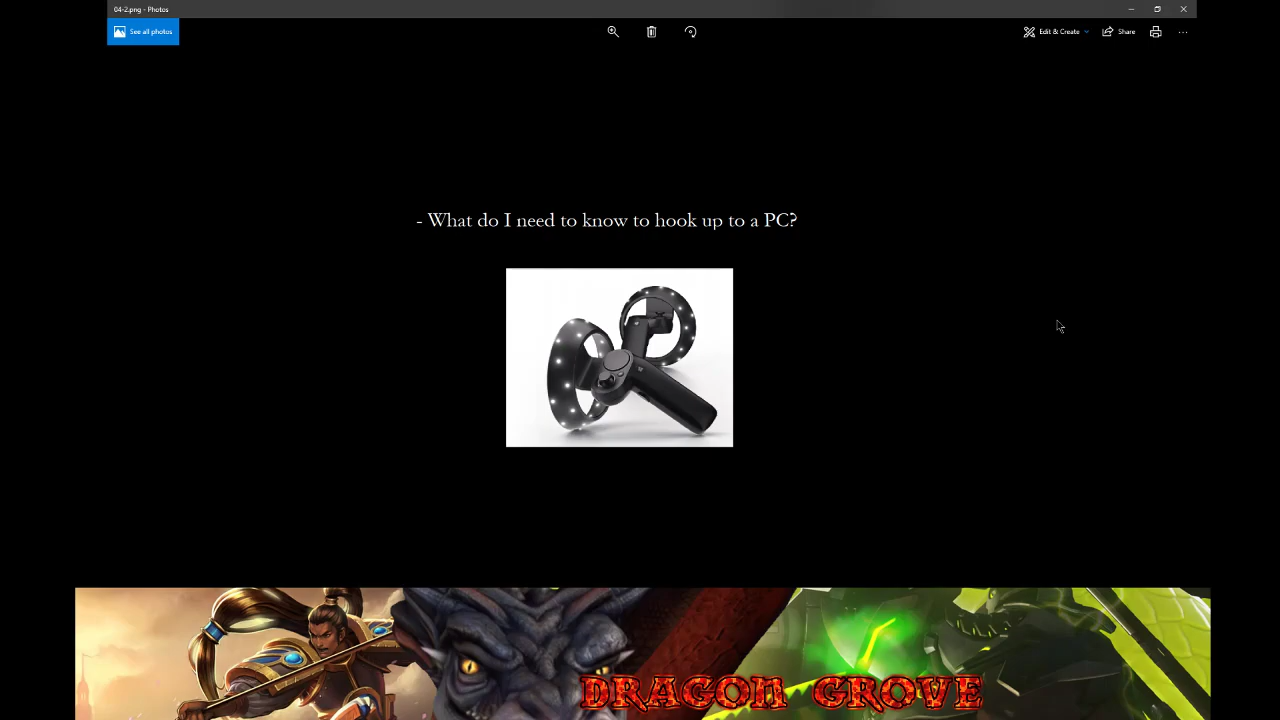 04-2.png - Photos
See all photos
Edit & Create
Share
- What do I need to know to hook up to a PC?
DRAGON GROVE